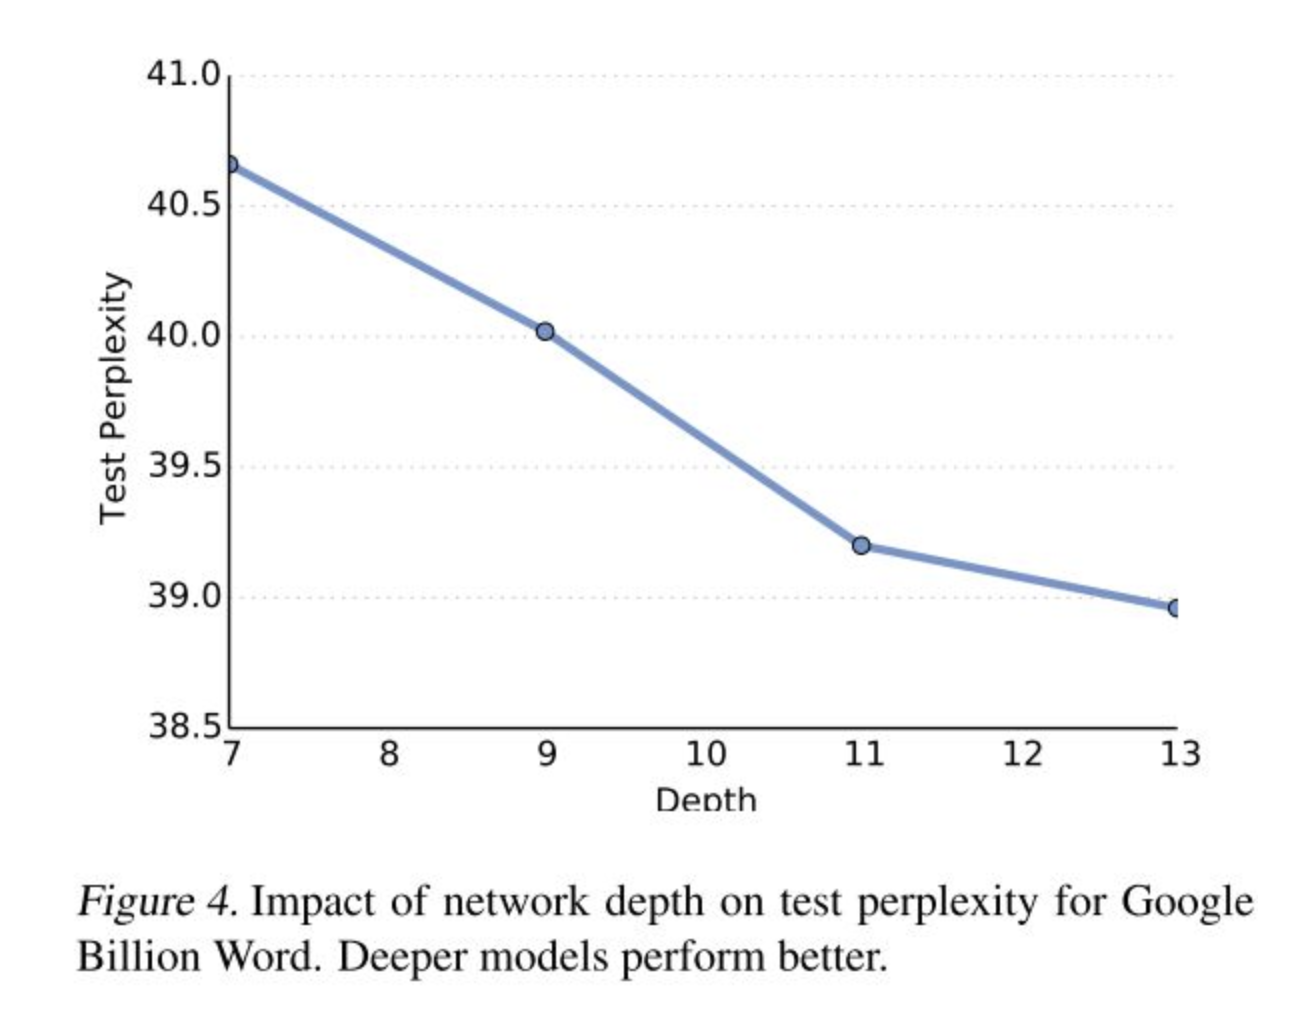 41.0
40.5
40.0
39.5
39.0
38.5
Test Perplexity
7 8 9 10 11 12 13
Depth
Figure 4. Impact of network depth on test perplexity for Google
Billion Word. Deeper models perform better.